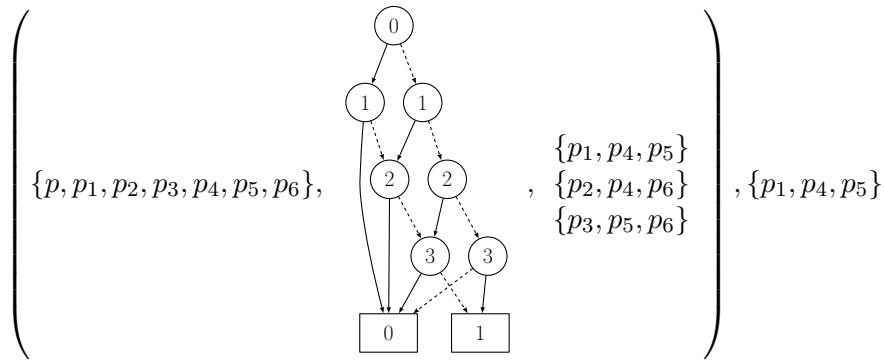 0
1 1
{p1, p4, p5}
{p, p1, p2, p3, p4, p5, p6}, 2 2 , {p2, p4, p6} , {p1, p4, p5}
{p3, p5, p6}
3 3
0 1